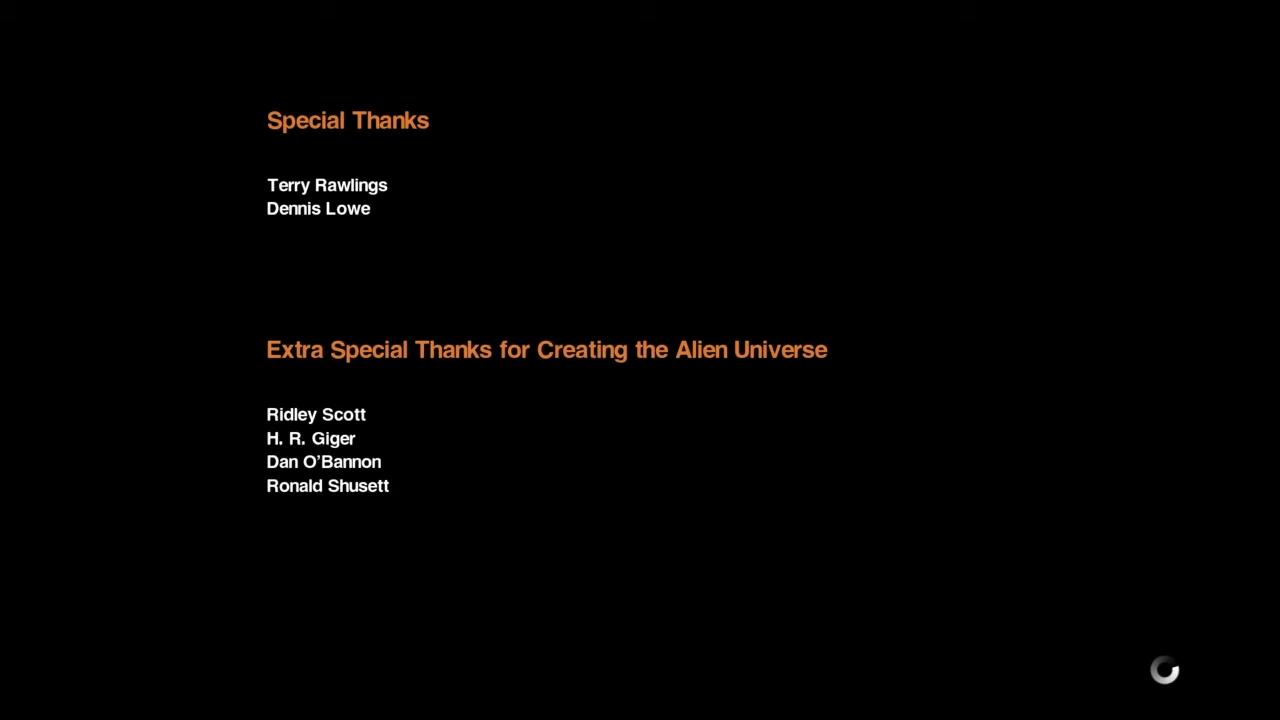 Special Thanks
Terry Rawlings
Dennis Lowe
Extra Special Thanks for Creating the Alien Universe
Ridley Scott
H. R. Giger
Dan O’Bannon
Ronald Shusett